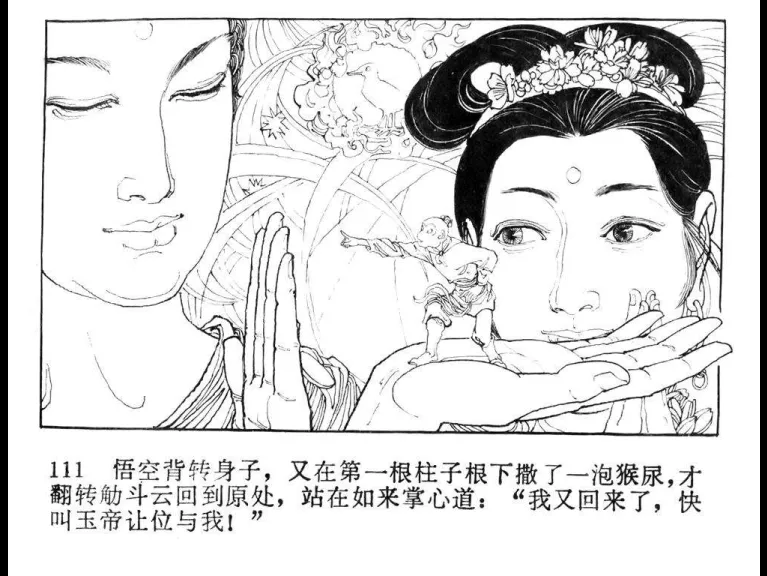 111 悟空背转身子，又在第一根柱子根下撒了一泡猴尿，才
翻转觔斗云回到原处，站在如来掌心道：“我又回来了，快
叫玉帝让位与我！”